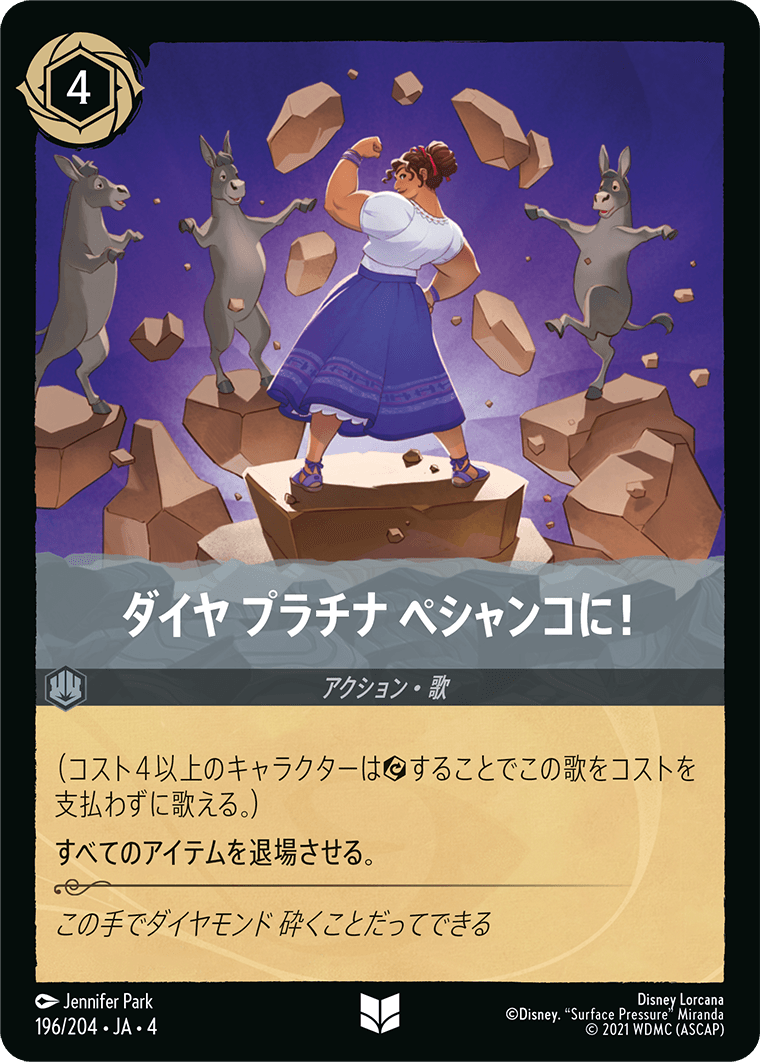 4
ダイヤ プラチナ ペシャンコに!
アクション・歌
(コスト4以上のキャラクターはすることでこの歌をコストを
支払わずに歌える。)
すべてのアイテムを退場させる。
この手でダイヤモンド 砕くことだってできる
Jennifer Park
196/204・JA・4
Disney Lorcana
©Disney. “Surface Pressure” Miranda
© 2021 WDMC (ASCAP)